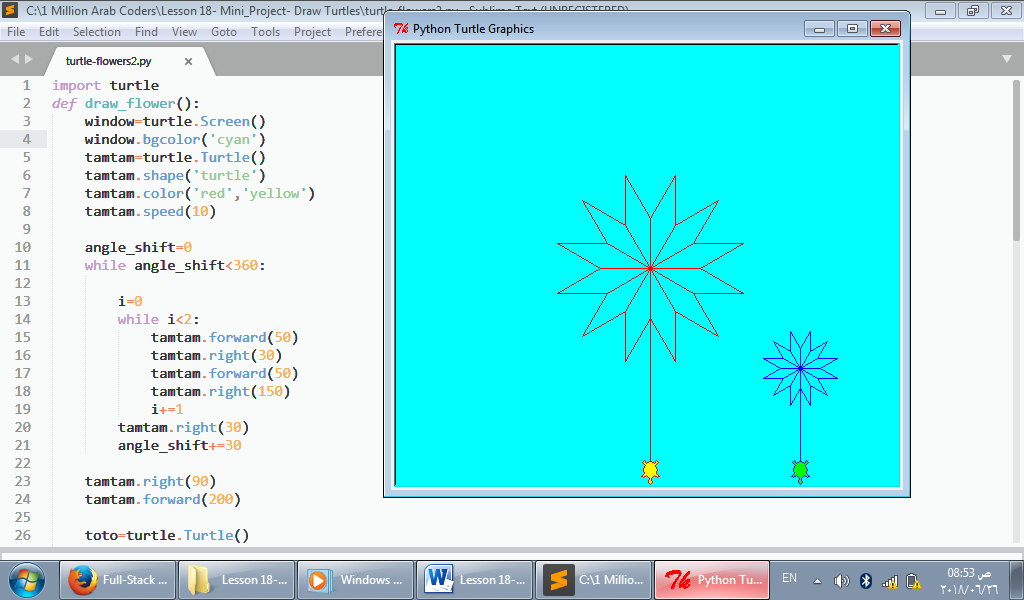 C:\1 Million Arab Coders\Lesson 18- Mini_Project- Draw Turtles\turtle-flowers2.py - Sublime Text (UNREGISTERED)
File Edit Selection Find View Goto Tools Project
Python Turtle Graphics
turtle-flowers2.py
1 import turtle
2 def draw_flower():
3 window=turtle.Screen()
4 window.bgcolor('cyan')
5 tamtam=turtle.Turtle()
6 tamtam.shape('turtle')
7 tamtam.color('red','yellow')
8 tamtam.speed(10)
9
10 angle_shift=0
11 while angle_shift<360:
12
13 i=0
14 while i<2:
15 tamtam.forward(50)
16 tamtam.right(30)
17 tamtam.forward(50)
18 tamtam.right(150)
19 i+=1
20 tamtam.right(30)
21 angle_shift+=30
22
23 tamtam.right(90)
24 tamtam.forward(200)
25
26 toto=turtle.Turtle()
Full-Stack ... Lesson 18-... Windows ... Lesson 18-... C:\1 Millio... Python Tu... EN
08:53 ص
٢٠١٨/٠٦/٢٦